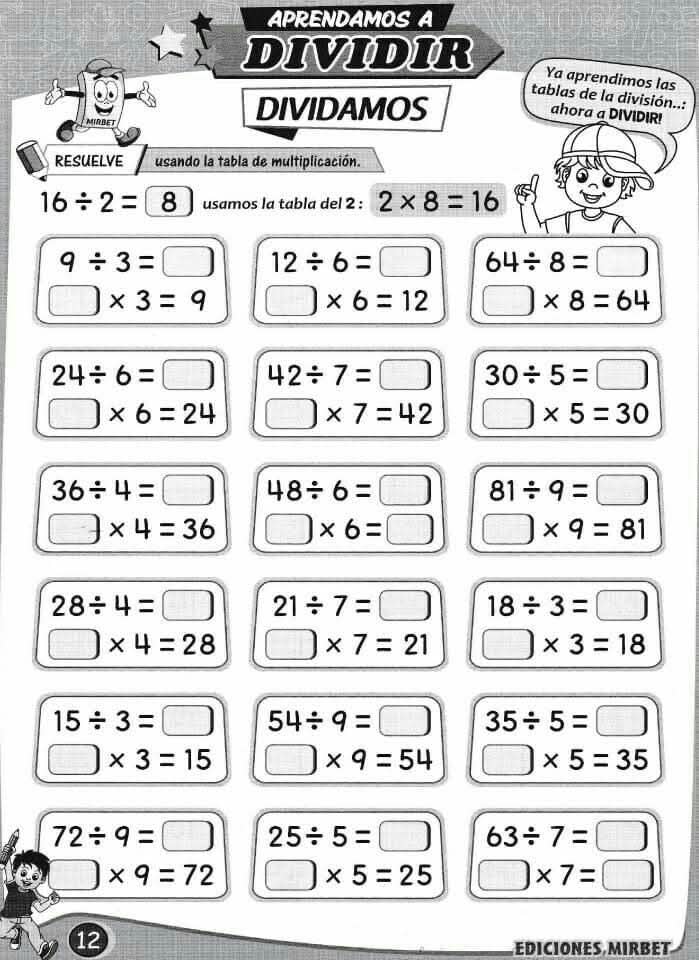 APRENDAMOS A
DIVIDIR
DIVIDAMOS
MIRBET
Ya aprendimos las
tablas de la división..:
ahora a DIVIDIR!
RESUELVE usando la tabla de multiplicación.
16 ÷ 2 = 8 usamos la tabla del 2 : 2 × 8 = 16
9 ÷ 3 =
× 3 = 9
12 ÷ 6 =
× 6 = 12
64 ÷ 8 =
× 8 = 64
24 ÷ 6 =
× 6 = 24
42 ÷ 7 =
× 7 = 42
30 ÷ 5 =
× 5 = 30
36 ÷ 4 =
× 4 = 36
48 ÷ 6 =
× 6 =
81 ÷ 9 =
× 9 = 81
28 ÷ 4 =
× 4 = 28
21 ÷ 7 =
× 7 = 21
18 ÷ 3 =
× 3 = 18
15 ÷ 3 =
× 3 = 15
54 ÷ 9 =
× 9 = 54
35 ÷ 5 =
× 5 = 35
72 ÷ 9 =
× 9 = 72
25 ÷ 5 =
× 5 = 25
63 ÷ 7 =
× 7 =
12
EDICIONES MIRBET